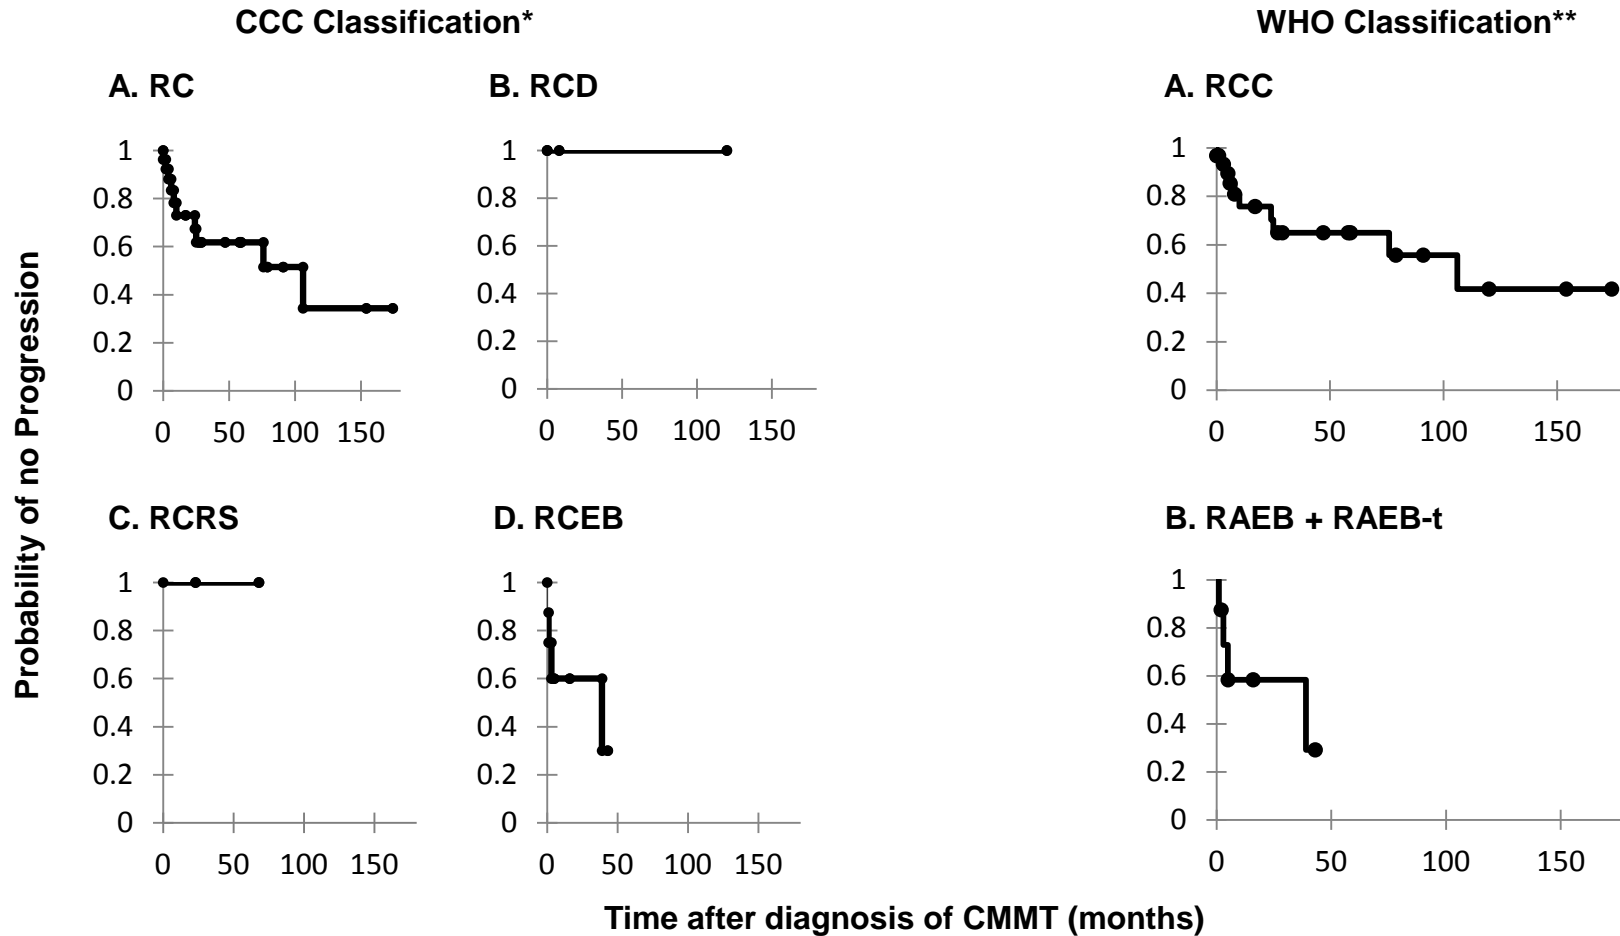 CCC Classification*
WHO Classification**
Probability of no Progression
A. RC
1
0.8
0.6
0.4
0.2
0
0 50 100 150
B. RCD
1
0.8
0.6
0.4
0.2
0
0 50 100 150
A. RCC
1
0.8
0.6
0.4
0.2
0
0 50 100 150
C. RCRS
1
0.8
0.6
0.4
0.2
0
0 50 100 150
D. RCEB
1
0.8
0.6
0.4
0.2
0
0 50 100 150
B. RAEB + RAEB-t
1
0.8
0.6
0.4
0.2
0
0 50 100 150
Time after diagnosis of CMMT (months)